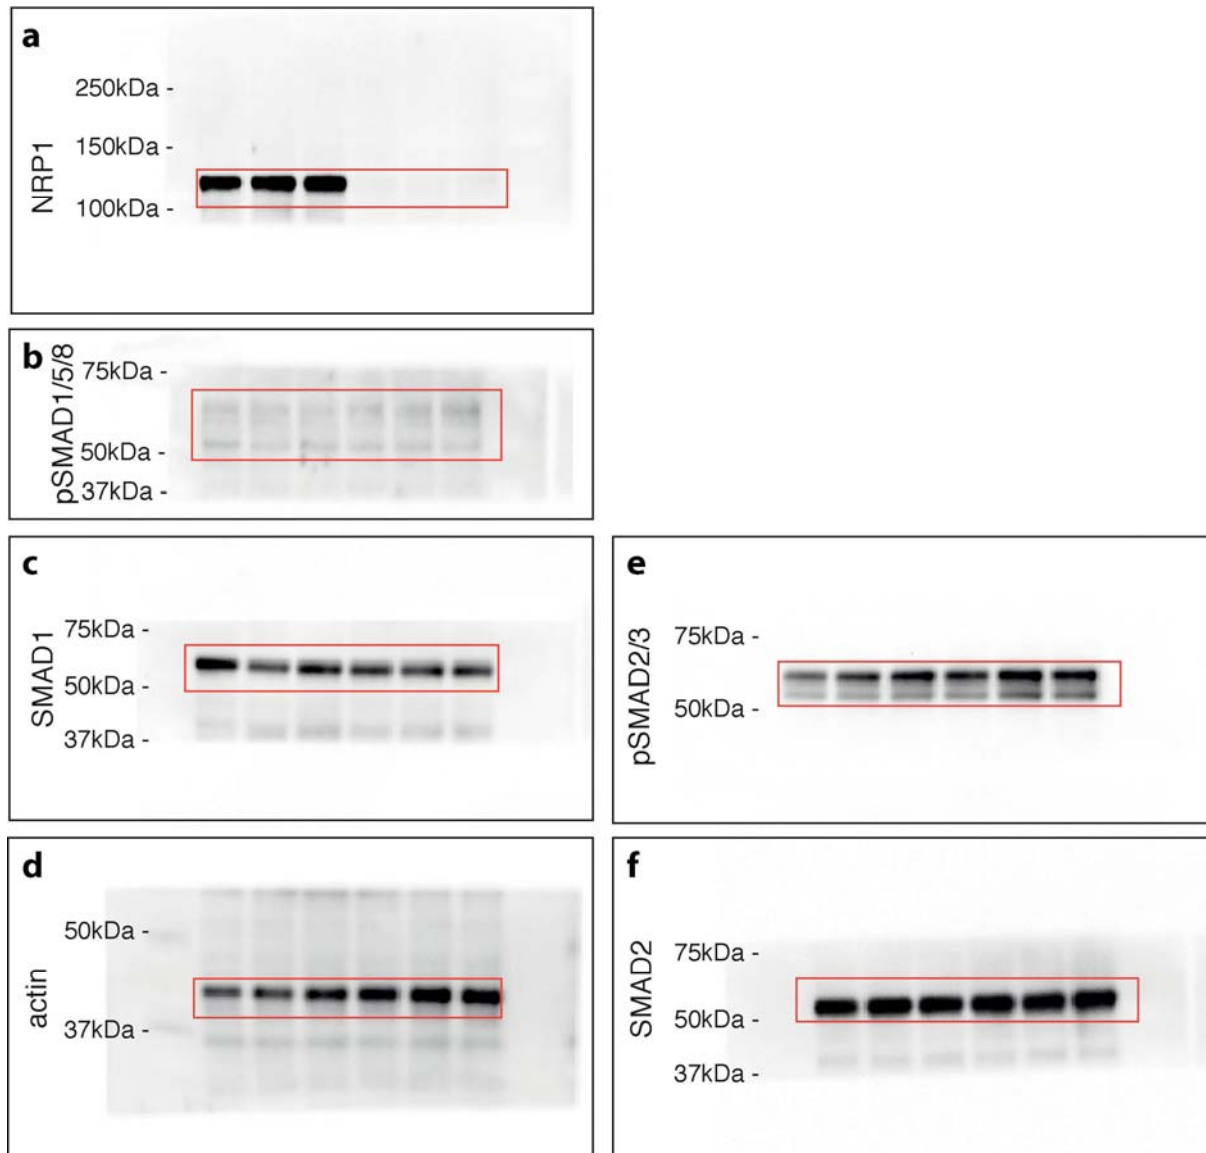 a
NRP1
250kDa -
150kDa -
100kDa -
b
pSMAD1/5/8
75kDa -
50kDa -
37kDa -
c
SMAD1
75kDa -
50kDa -
37kDa -
e
pSMAD2/3
75kDa -
50kDa -
d
actin
50kDa -
37kDa -
f
SMAD2
75kDa -
50kDa -
37kDa -